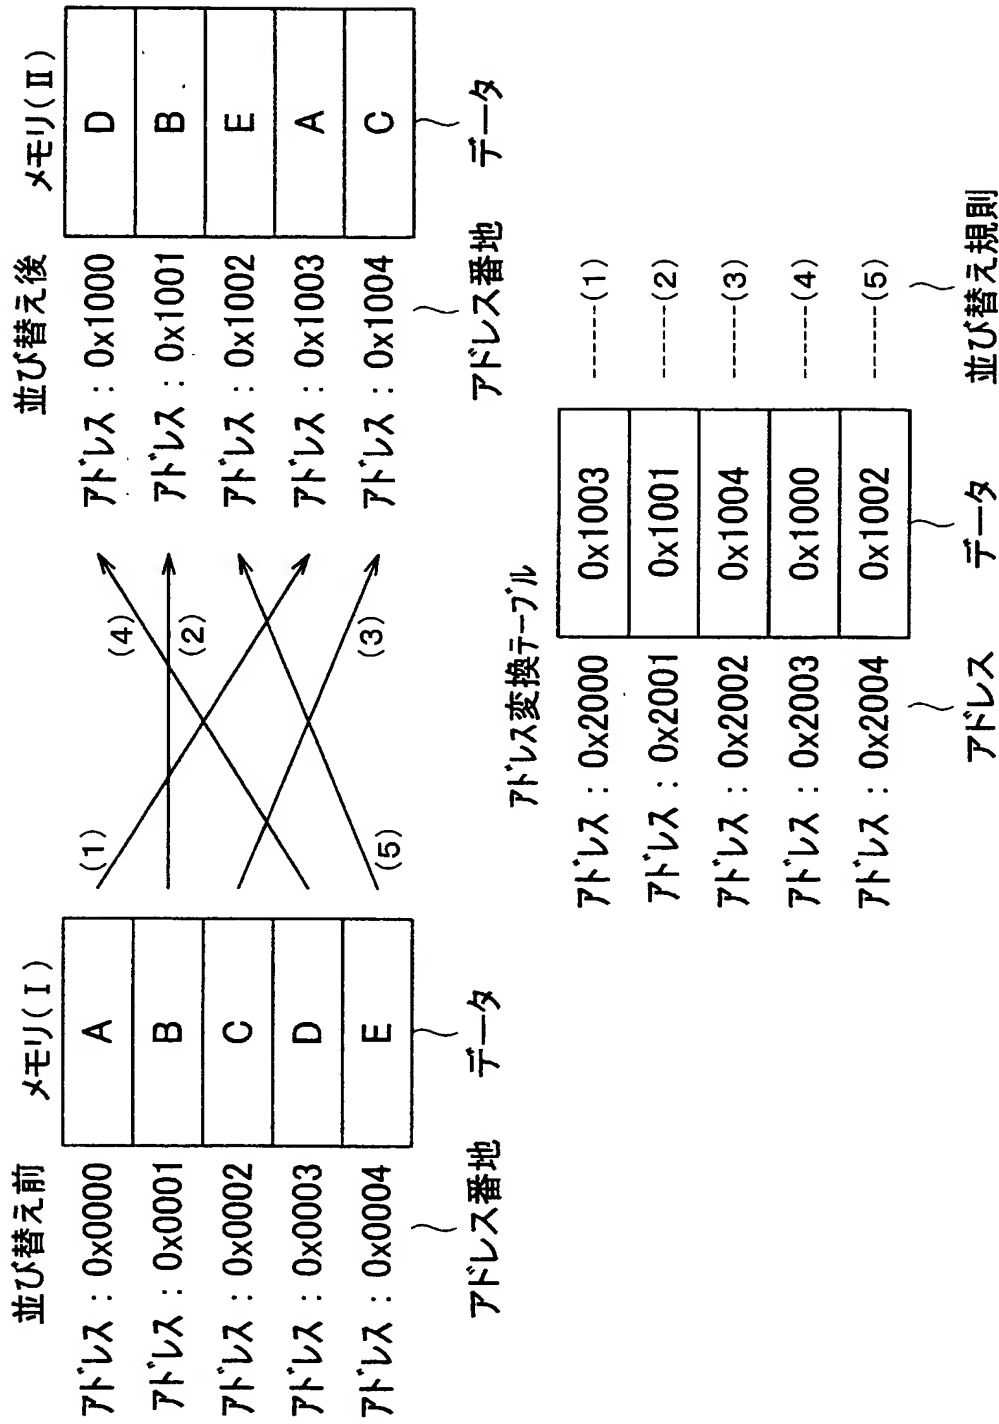 並び替え前
メモリ(Ⅰ)
アドレス:0x0000 A
アドレス:0x0001 B
アドレス:0x0002 C
アドレス:0x0003 D
アドレス:0x0004 E
アドレス番地
データ
(1)
(4)
(2)
(3)
(5)
並び替え後
メモリ(Ⅱ)
アドレス:0x1000 D
アドレス:0x1001 B
アドレス:0x1002 E
アドレス:0x1003 A
アドレス:0x1004 C
アドレス番地
データ
アドレス変換テーブル
アドレス:0x2000 0x1003 -------(1)
アドレス:0x2001 0x1001 -------(2)
アドレス:0x2002 0x1004 -------(3)
アドレス:0x2003 0x1000 -------(4)
アドレス:0x2004 0x1002 -------(5)
アドレス
データ
並び替え規則